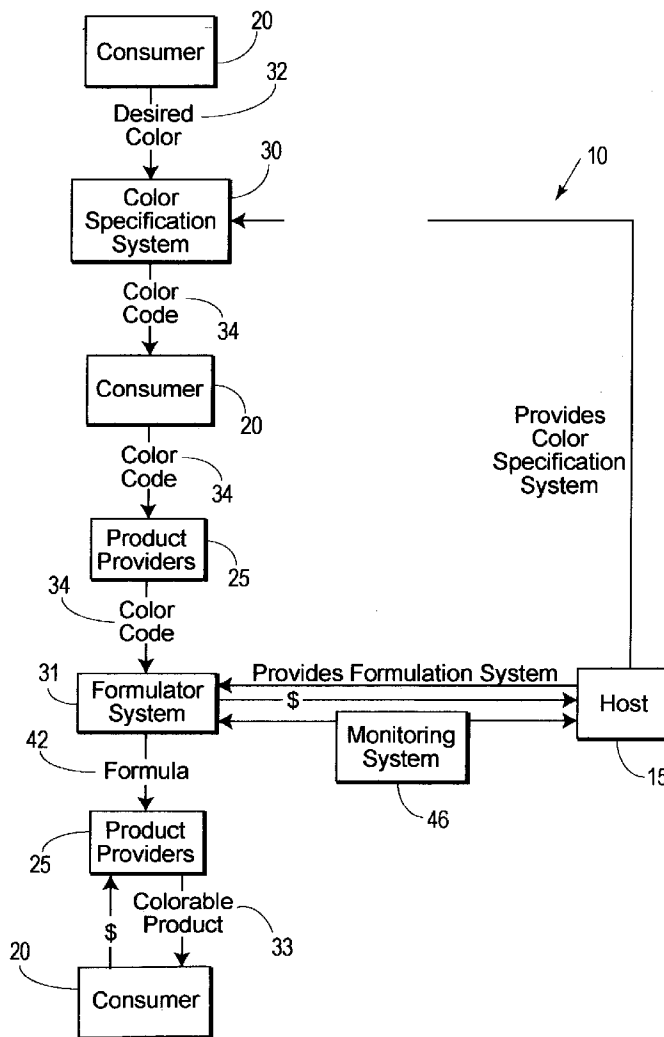 20
Consumer
32
Desired
Color
30
10
Color
Specification
System
Color
Code
34
Consumer
20
Provides
Color
Specification
System
Color
Code
34
Product
Providers
25
34
Color
Code
31
Formulator
System
Provides Formulation System
$
Host
15
Monitoring
System
46
42
Formula
Product
Providers
25
Colorable
Product
33
$
20
Consumer